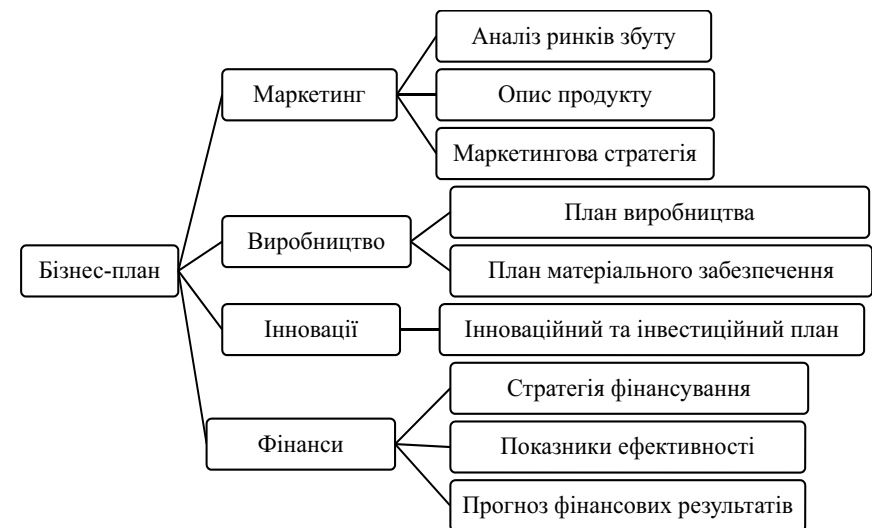 Бізнес-план
Маркетинг
Аналіз ринків збуту
Опис продукту
Маркетингова стратегія
Виробництво
План виробництва
План матеріального забезпечення
Інновації
Інноваційний та інвестиційний план
Фінанси
Стратегія фінансування
Показники ефективності
Прогноз фінансових результатів